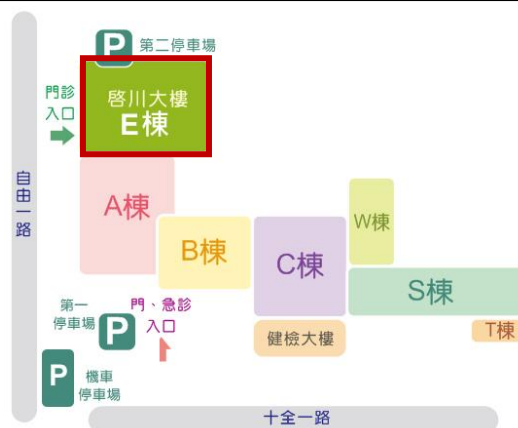 P 第二停車場
門診
入口
啓川大樓
E棟
自由一路
A棟
B棟
C棟
W棟
S棟
T棟
健檢大樓
第一
停車場
P
門、急診
入口
P
機車
停車場
十全一路